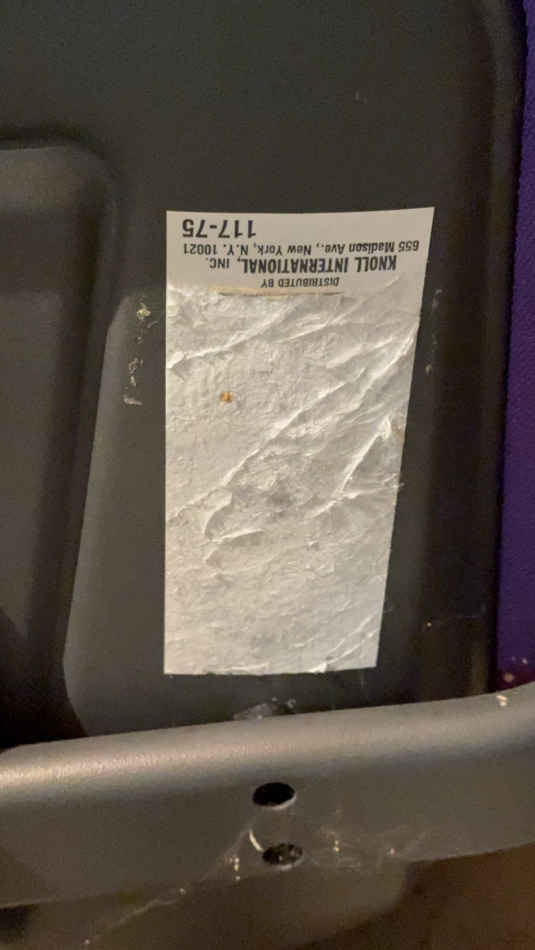 DISTRIBUTED BY
KNOLL INTERNATIONAL, INC.
655 Madison Ave., New York, N.Y. 10021
117-75